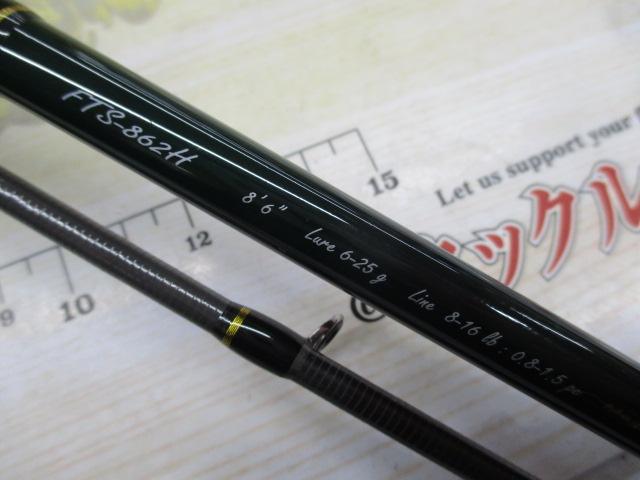 FTS-862H 8'6" Lure 6-25g Line 8-16 lb : 0.8-1.5 pe
15
12
10
9
Let us support your
ックル